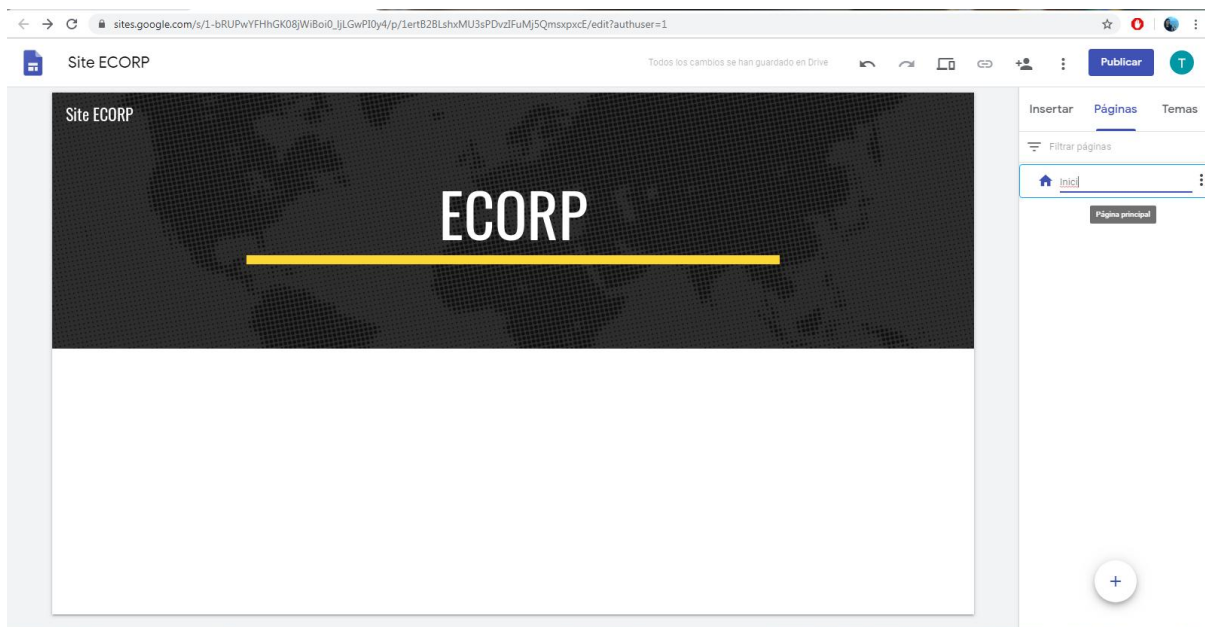 sites.google.com/s/1-bRUPwYFHhGK08jWiBoi0_IjLGwPI0y4/p/1ertB2BLshxMU3sPDvzIFuMj5QmsxpxcE/edit?authuser=1
Site ECORP
Todos los cambios se han guardado en Drive
Publicar
T
Site ECORP
ECORP
Insertar Páginas Temas
Filtrar páginas
Inici
Página principal